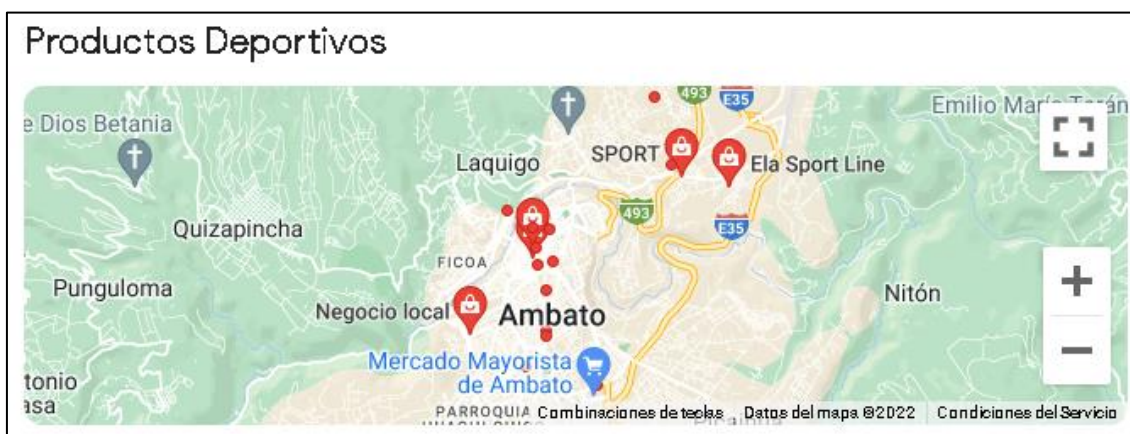 Productos Deportivos
493
E35
e Dios Betania
Emilio María Terán
Laquigo
SPORT
Ela Sport Line
Quizapincha
493
E35
FICOA
Punguloma
Nitón
Negocio local
Ambato
Mercado Mayorista
de Ambato
tonio
asa
PARROQUIA
Combinaciones de teclas
Datos del mapa ©2022
Condiciones del Servicio